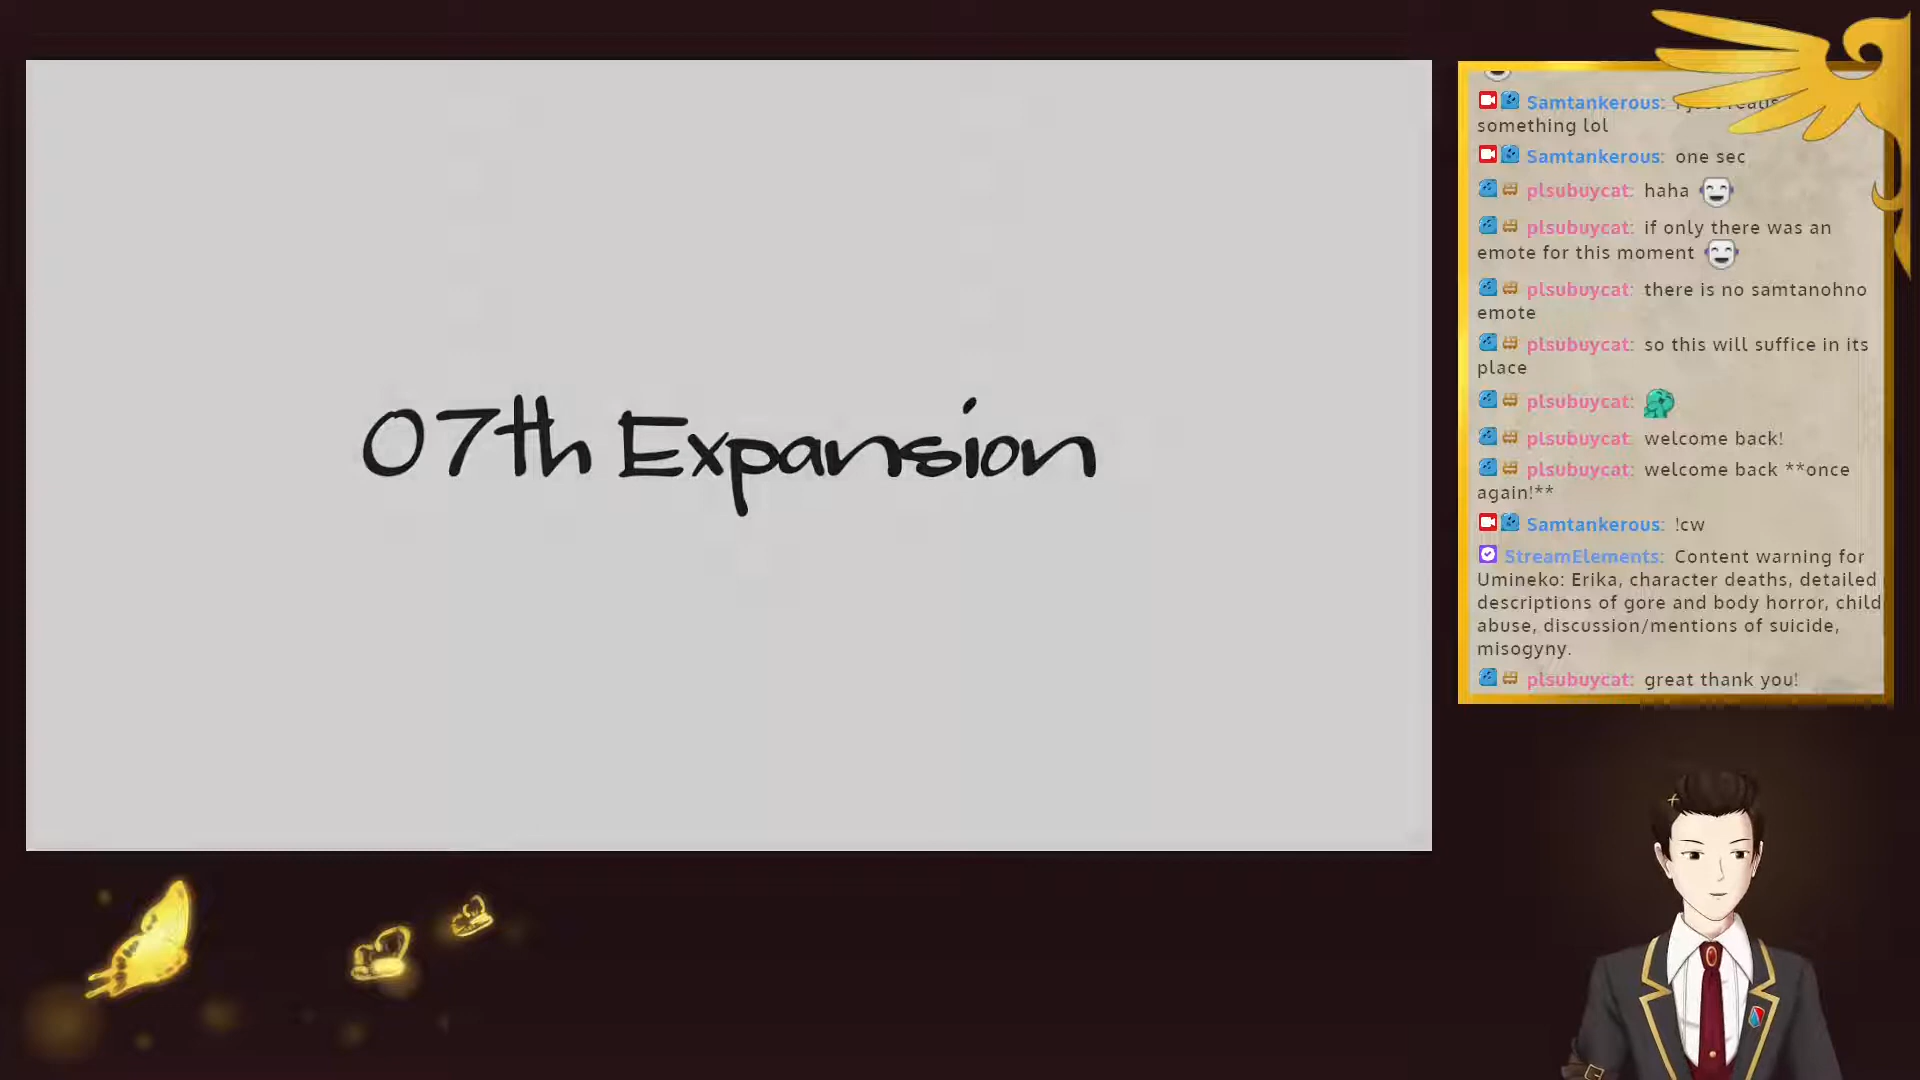 07th Expansion
Samtankerous: I just
something lol
Samtankerous: one sec
plsubuycat: haha
plsubuycat: if only there was an
emote for this moment
plsubuycat: there is no samtanohno
emote
plsubuycat: so this will suffice in its
place
plsubuycat:
plsubuycat: welcome back!
plsubuycat: welcome back **once
again!**
Samtankerous: !cw
StreamElements: Content warning for
Umineko: Erika, character deaths, detailed
descriptions of gore and body horror, child
abuse, discussion/mentions of suicide,
misogyny.
plsubuycat: great thank you!